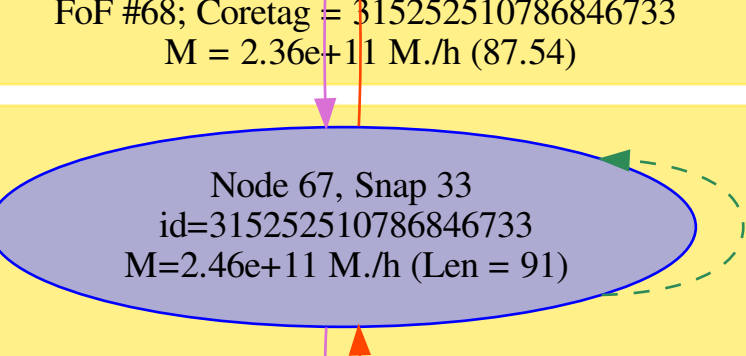 FoF #68; Coretag = 315252510786846733
M = 2.36e+11 M./h (87.54)
Node 67, Snap 33
id=315252510786846733
M=2.46e+11 M./h (Len = 91)